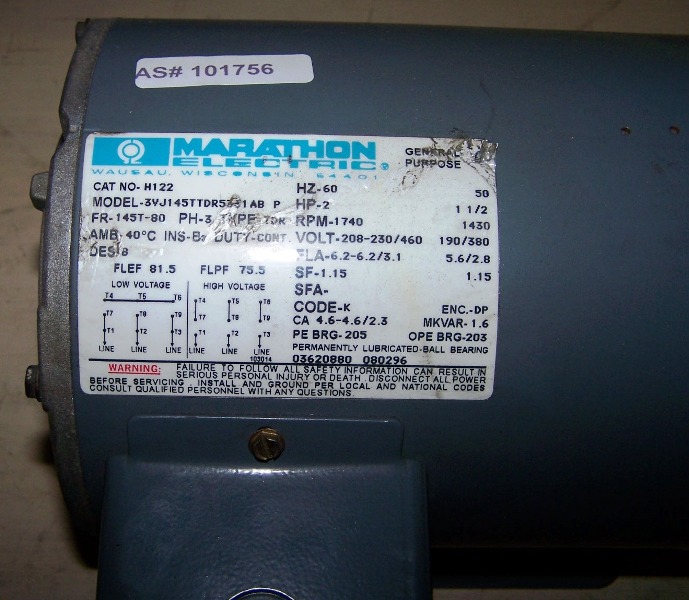 AS# 101756
MARATHON
ELECTRIC®
WAUSAU, WISCONSIN 54401
GENERAL
PURPOSE
CAT NO- H122 HZ-60 50
HP-2 1 1/2
FR-145T-80 PH-3 TYPE-TDR RPM-1740 1430
AMB-40°C INS-B DUTY-CONT. VOLT-208-230/460 190/380
DES B FLA-6.2-6.2/3.1 5.6/2.8
FLEF 81.5 FLPF 75.5 SF-1.15 1.15
SFA-
LOW VOLTAGE HIGH VOLTAGE
CODE-K ENC.-DP
T4 T5 T6 T4 T5 T6
T7 T8 T9 T7 T8 T9
CA 4.6-4.6/2.3 MKVAR- 1.6
T1 T2 T3 T1 T2 T3
PE BRG-205 OPE BRG-203
LINE LINE LINE LINE LINE LINE
PERMANENTLY LUBRICATED-BALL BEARING
103014
03620880 080296
WARNING: FAILURE TO FOLLOW ALL SAFETY INFORMATION CAN RESULT IN
SERIOUS PERSONAL INJURY OR DEATH. DISCONNECT ALL POWER
BEFORE SERVICING. INSTALL AND GROUND PER LOCAL AND NATIONAL CODES
CONSULT QUALIFIED PERSONNEL WITH ANY QUESTIONS.